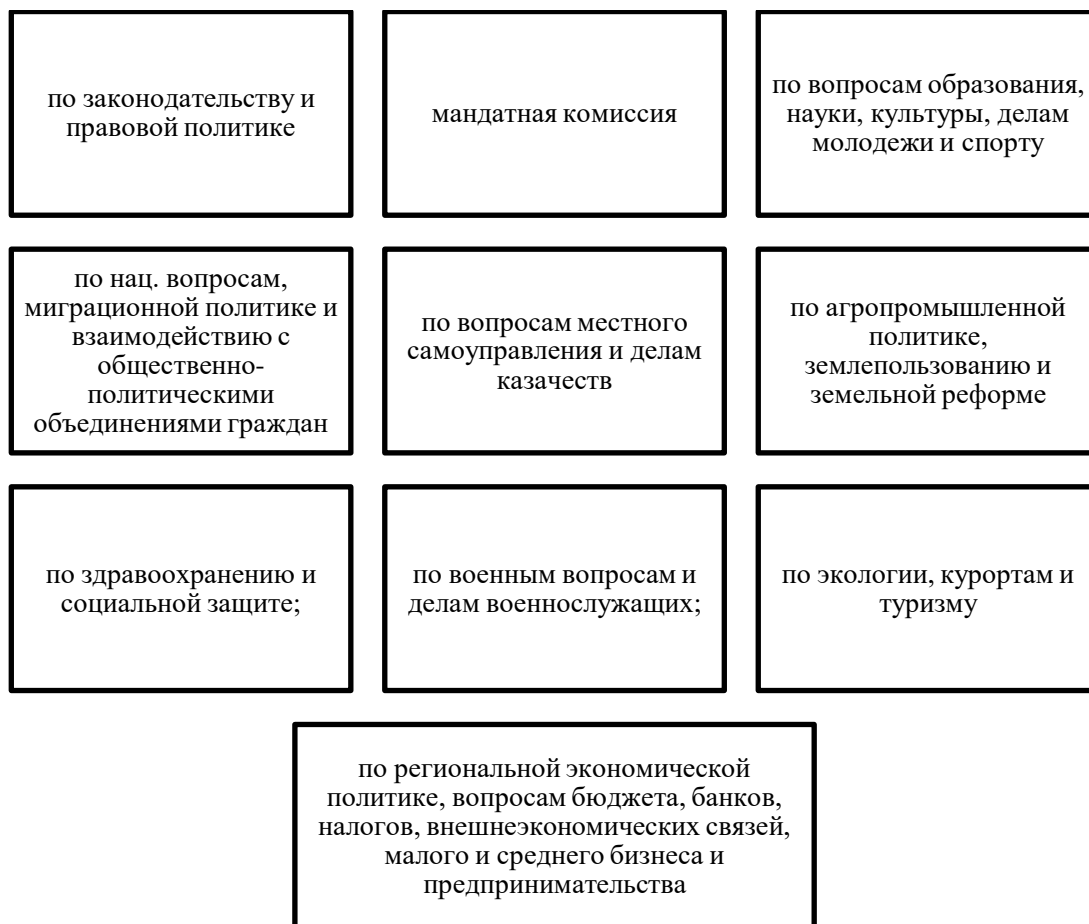 по законодательству и
правовой политике
мандатная комиссия
по вопросам образования,
науки, культуры, делам
молодежи и спорту
по нац. вопросам,
миграционной политике и
взаимодействию с
общественно-
политическими
объединениями граждан
по вопросам местного
самоуправления и делам
казачеств
по агропромышленной
политике,
землепользованию и
земельной реформе
по здравоохранению и
социальной защите;
по военным вопросам и
делам военнослужащих;
по экологии, курортам и
туризму
по региональной экономической
политике, вопросам бюджета, банков,
налогов, внешнеэкономических связей,
малого и среднего бизнеса и
предпринимательства